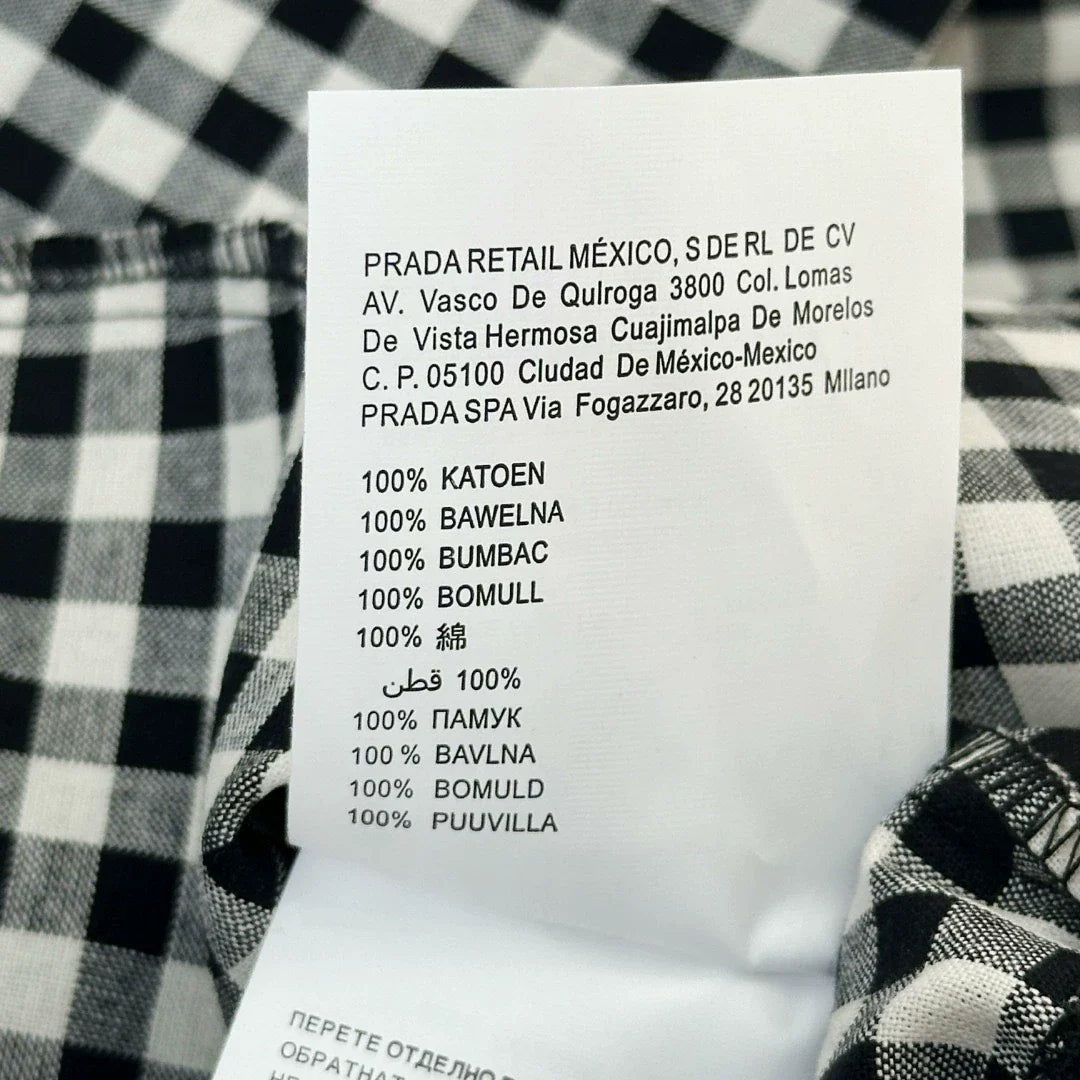 PRADA RETAIL MÉXICO, S DE RL DE CV
AV. Vasco De Qulroga 3800 Col. Lomas
De Vista Hermosa Cuajimalpa De Morelos
C. P. 05100 Cludad De México-Mexico
PRADA SPA Via Fogazzaro, 28 20135 Mllano
100% KATOEN
100% BAWELNA
100% BUMBAC
100% BOMULL
100% 綿
100% قطن
100% ПАМУК
100 % BAVLNA
100% BOMULD
100% PUUVILLA
ПЕРЕТЕ ОТДЕЛНО